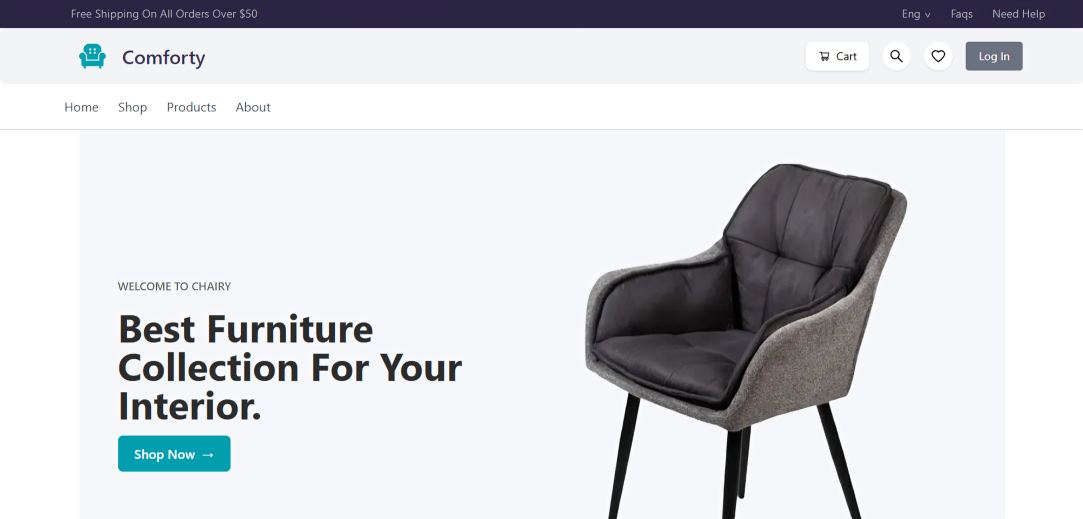 Free Shipping On All Orders Over $50
Eng v Faqs Need Help
Comforty
Cart
Log In
Home Shop Products About
WELCOME TO CHAIRY
Best Furniture
Collection For Your
Interior.
Shop Now →